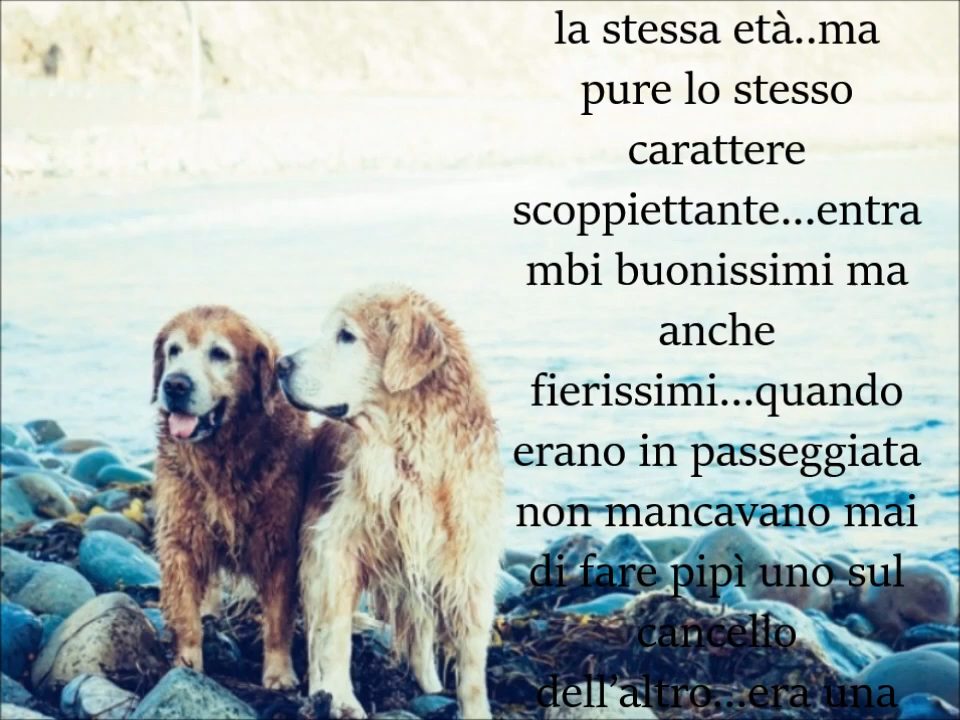 la stessa età..ma
pure lo stesso
carattere
scoppiettante...entra
mbi buonissimi ma
anche
fierissimi...quando
erano in passeggiata
non mancavano mai
di fare pipì uno sul
cancello
dell'altro...era una